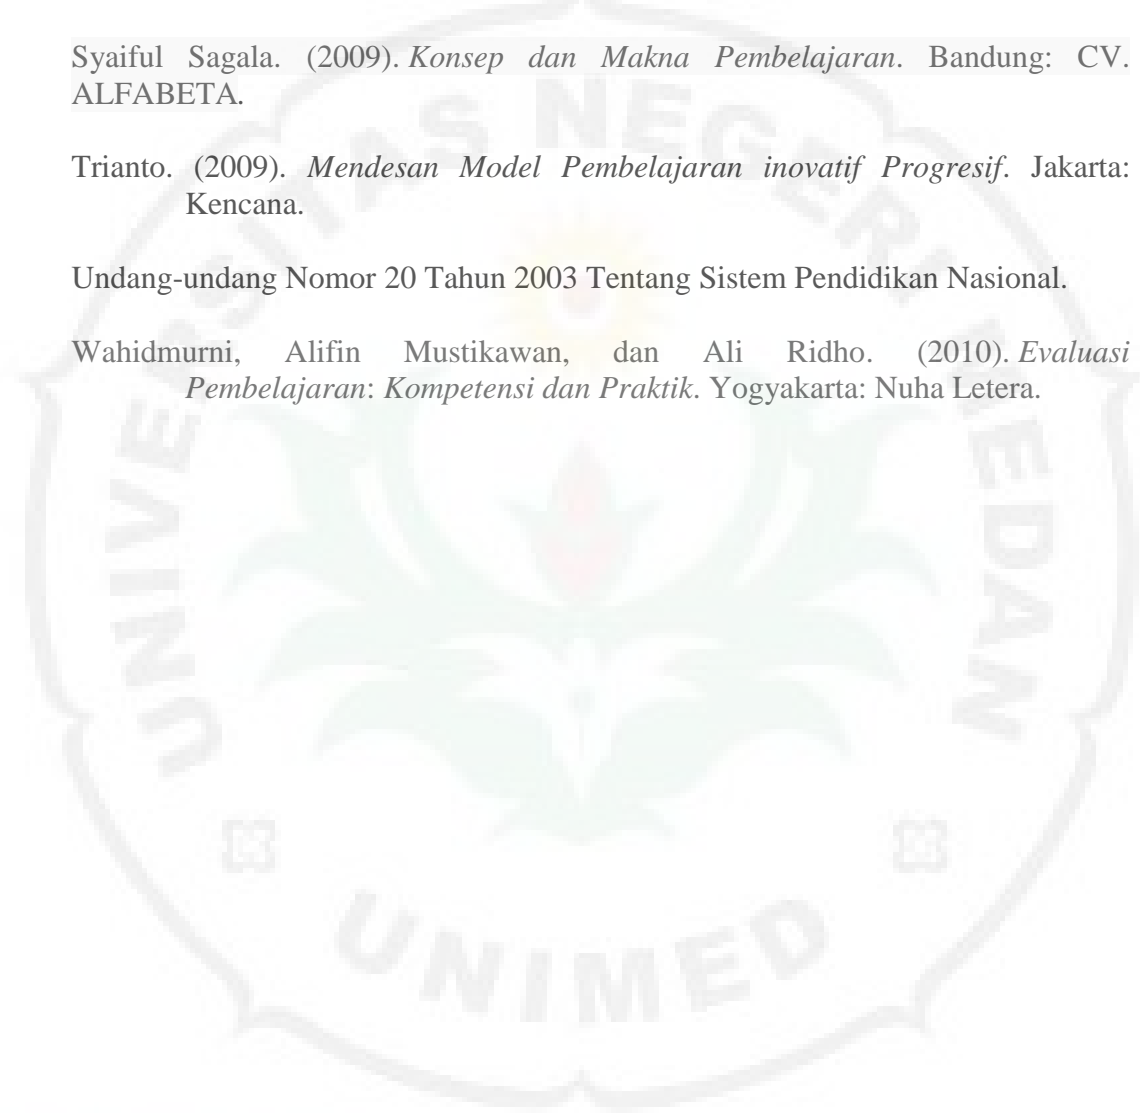 Syaiful Sagala. (2009). Konsep dan Makna Pembelajaran. Bandung: CV.
ALFABETA.
Trianto. (2009). Mendesan Model Pembelajaran inovatif Progresif. Jakarta:
Kencana.
Undang-undang Nomor 20 Tahun 2003 Tentang Sistem Pendidikan Nasional.
Wahidmurni, Alifin Mustikawan, dan Ali Ridho. (2010). Evaluasi
Pembelajaran: Kompetensi dan Praktik. Yogyakarta: Nuha Letera.
UNIVERSITAS NEGERI MEDAN
UNIMED